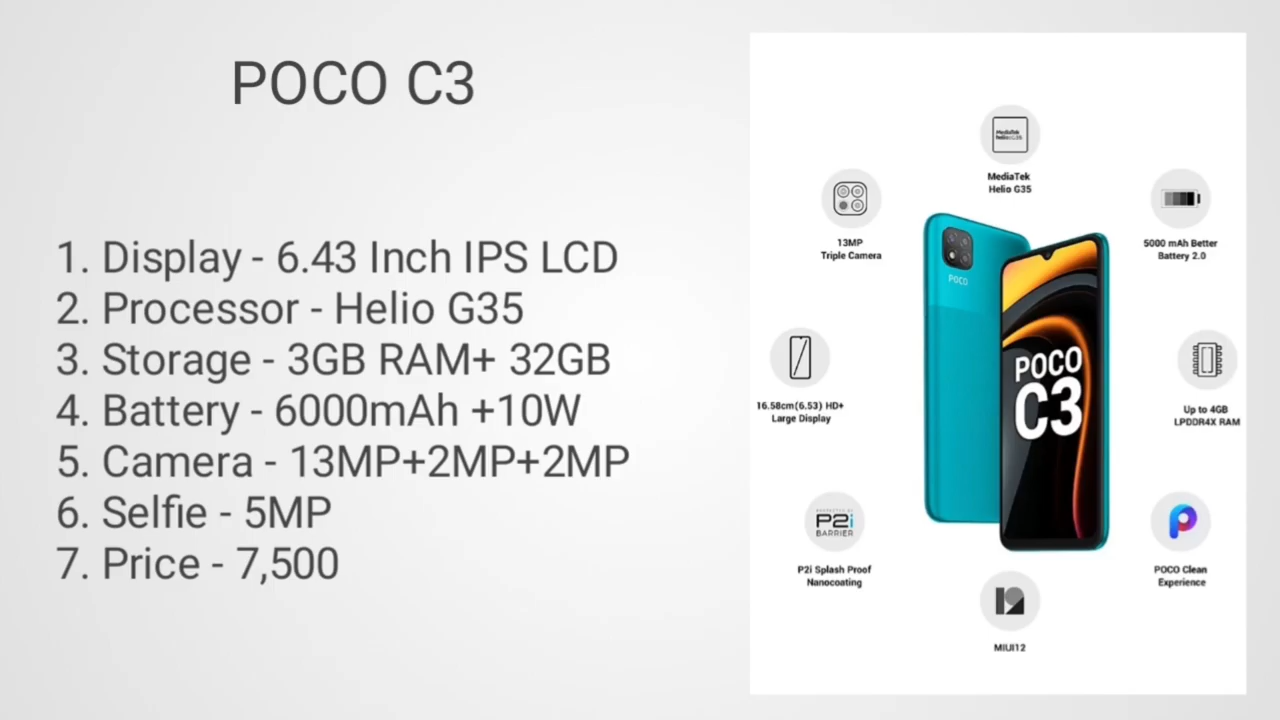 POCO C3
1. Display - 6.43 Inch IPS LCD
2. Processor - Helio G35
3. Storage - 3GB RAM+ 32GB
4. Battery - 6000mAh +10W
5. Camera - 13MP+2MP+2MP
6. Selfie - 5MP
7. Price - 7,500
MediaTek
Helio G35
13MP
Triple Camera
5000 mAh Better
Battery 2.0
POCO
POCO
C3
16.58cm(6.53) HD+
Large Display
Up to 4GB
LPDDR4X RAM
P2i
BARRIER
P2i Splash Proof
Nanocoating
POCO Clean
Experience
MIUI12